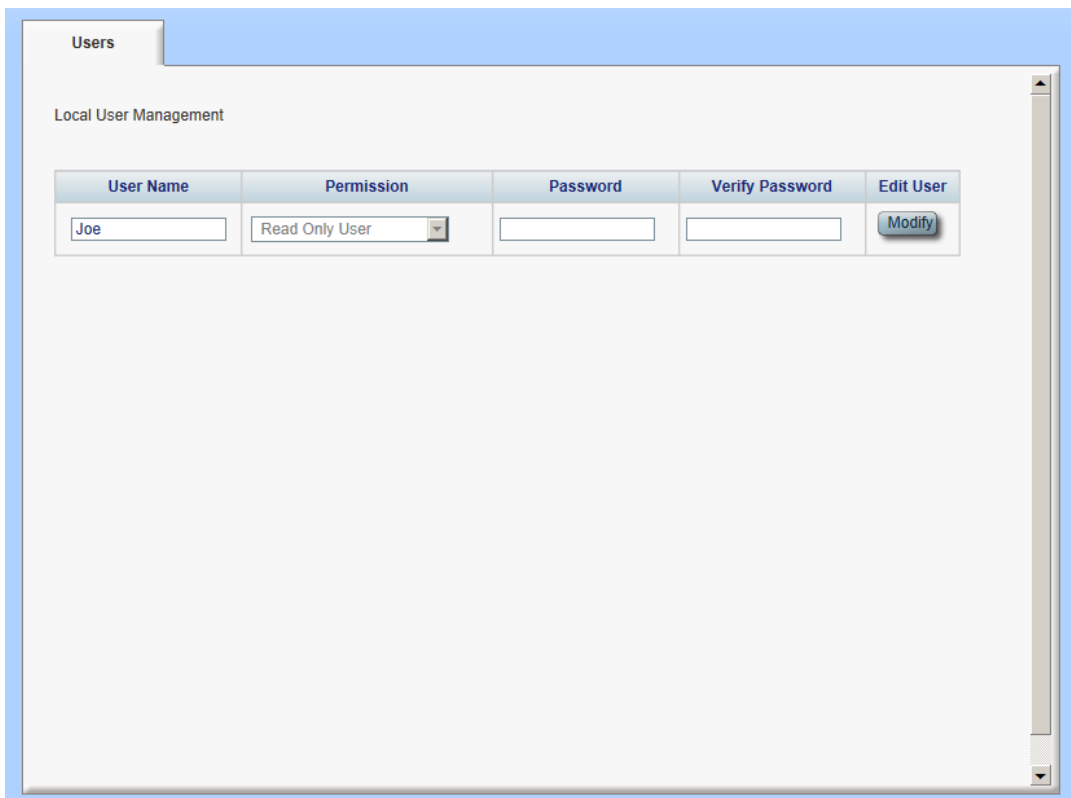 Users
Local User Management
User Name Permission Password Verify Password Edit User
Joe Read Only User Modify